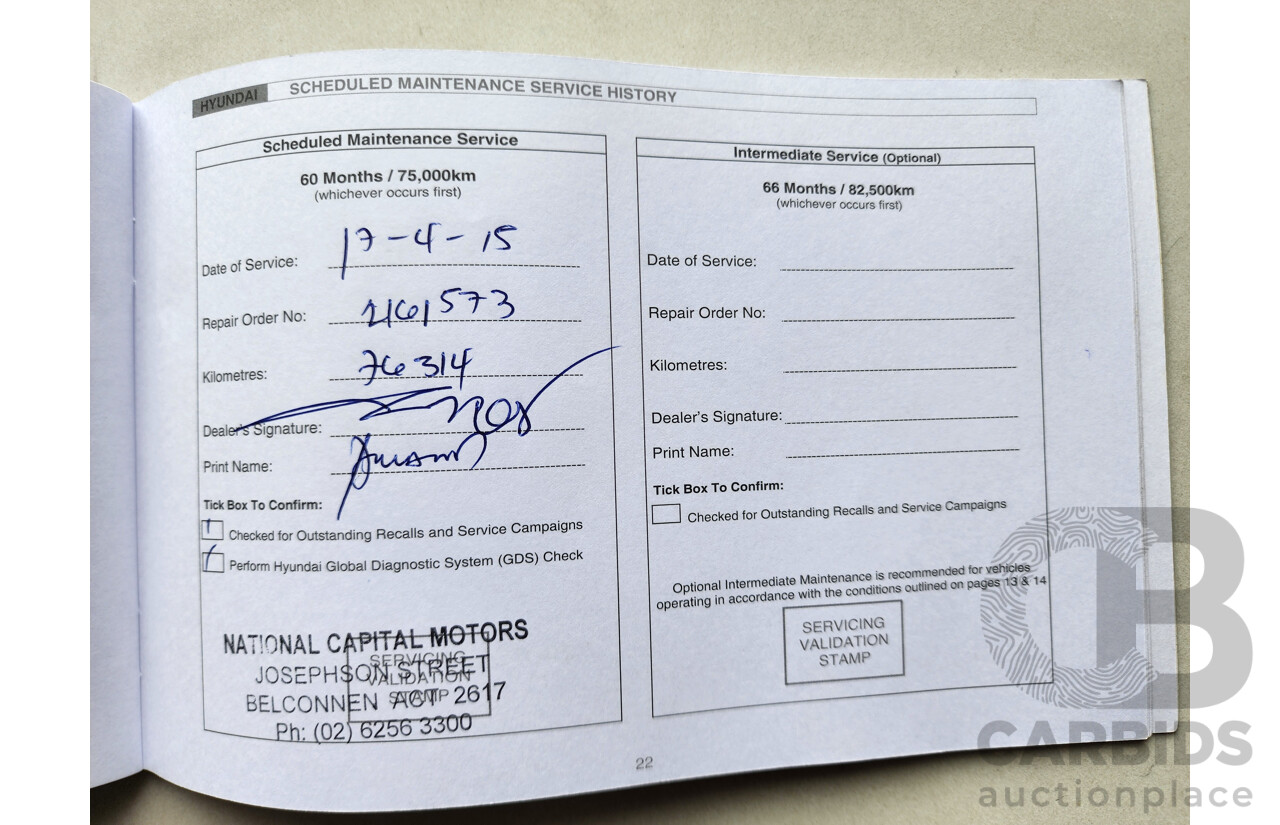 HYUNDAI SCHEDULED MAINTENANCE SERVICE HISTORY
Scheduled Maintenance Service
60 Months / 75,000km
(whichever occurs first)
Date of Service: 17-4-15
Repair Order No: 261573
Kilometres: 76314
Dealer's Signature:
Print Name:
Tick Box To Confirm:
Checked for Outstanding Recalls and Service Campaigns
Perform Hyundai Global Diagnostic System (GDS) Check
SERVICING
VALIDATION
STAMP
NATIONAL CAPITAL MOTORS
JOSEPHSON STREET
BELCONNEN ACT 2617
Ph: (02) 6256 3300
Intermediate Service (Optional)
66 Months / 82,500km
(whichever occurs first)
Date of Service:
Repair Order No:
Kilometres:
Dealer's Signature:
Print Name:
Tick Box To Confirm:
Checked for Outstanding Recalls and Service Campaigns
Optional Intermediate Maintenance is recommended for vehicles
operating in accordance with the conditions outlined on pages 13 & 14
SERVICING
VALIDATION
STAMP
22
CB
CARBIDS
auctionplace